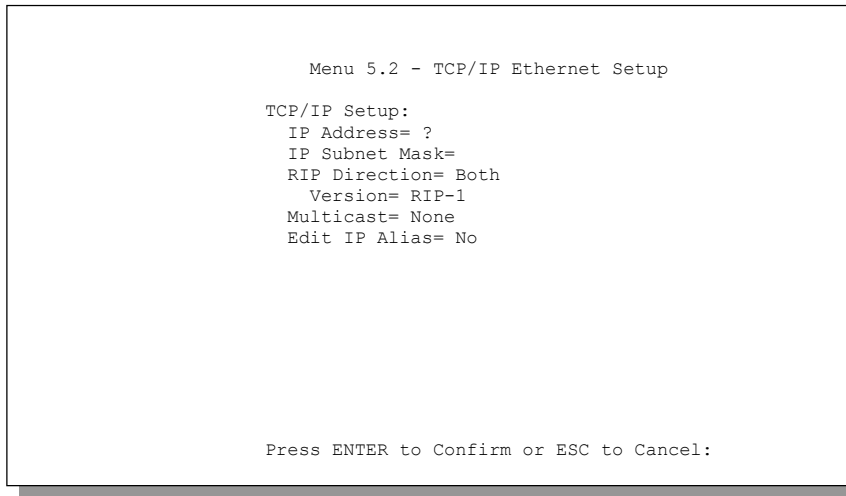 Menu 5.2 - TCP/IP Ethernet Setup
TCP/IP Setup:
IP Address= ?
IP Subnet Mask=
RIP Direction= Both
Version= RIP-1
Multicast= None
Edit IP Alias= No
Press ENTER to Confirm or ESC to Cancel: